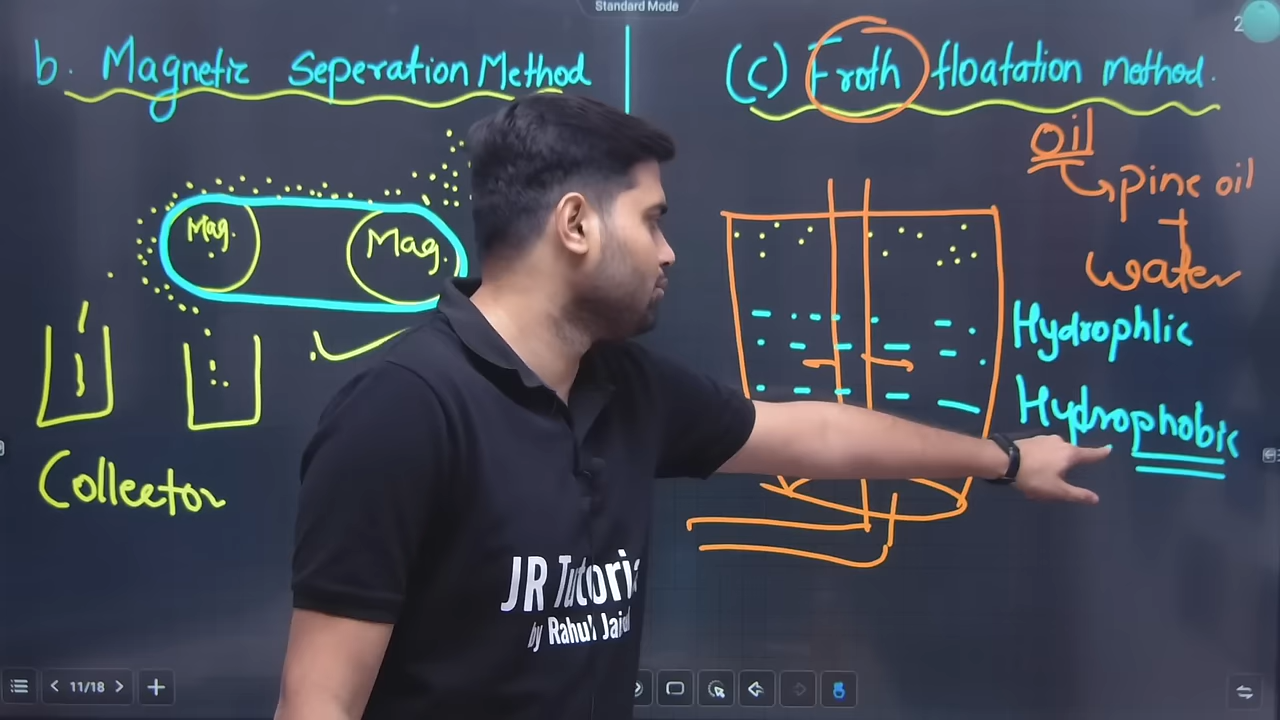 Standard Mode
b. Magnetic Seperation Method
Mag.
Mag.
Collector
(c) Froth floatation method.
oil
pine oil
+
water
Hydrophlic
Hydrophobic
JR Tutoria
by Rahul
11/18